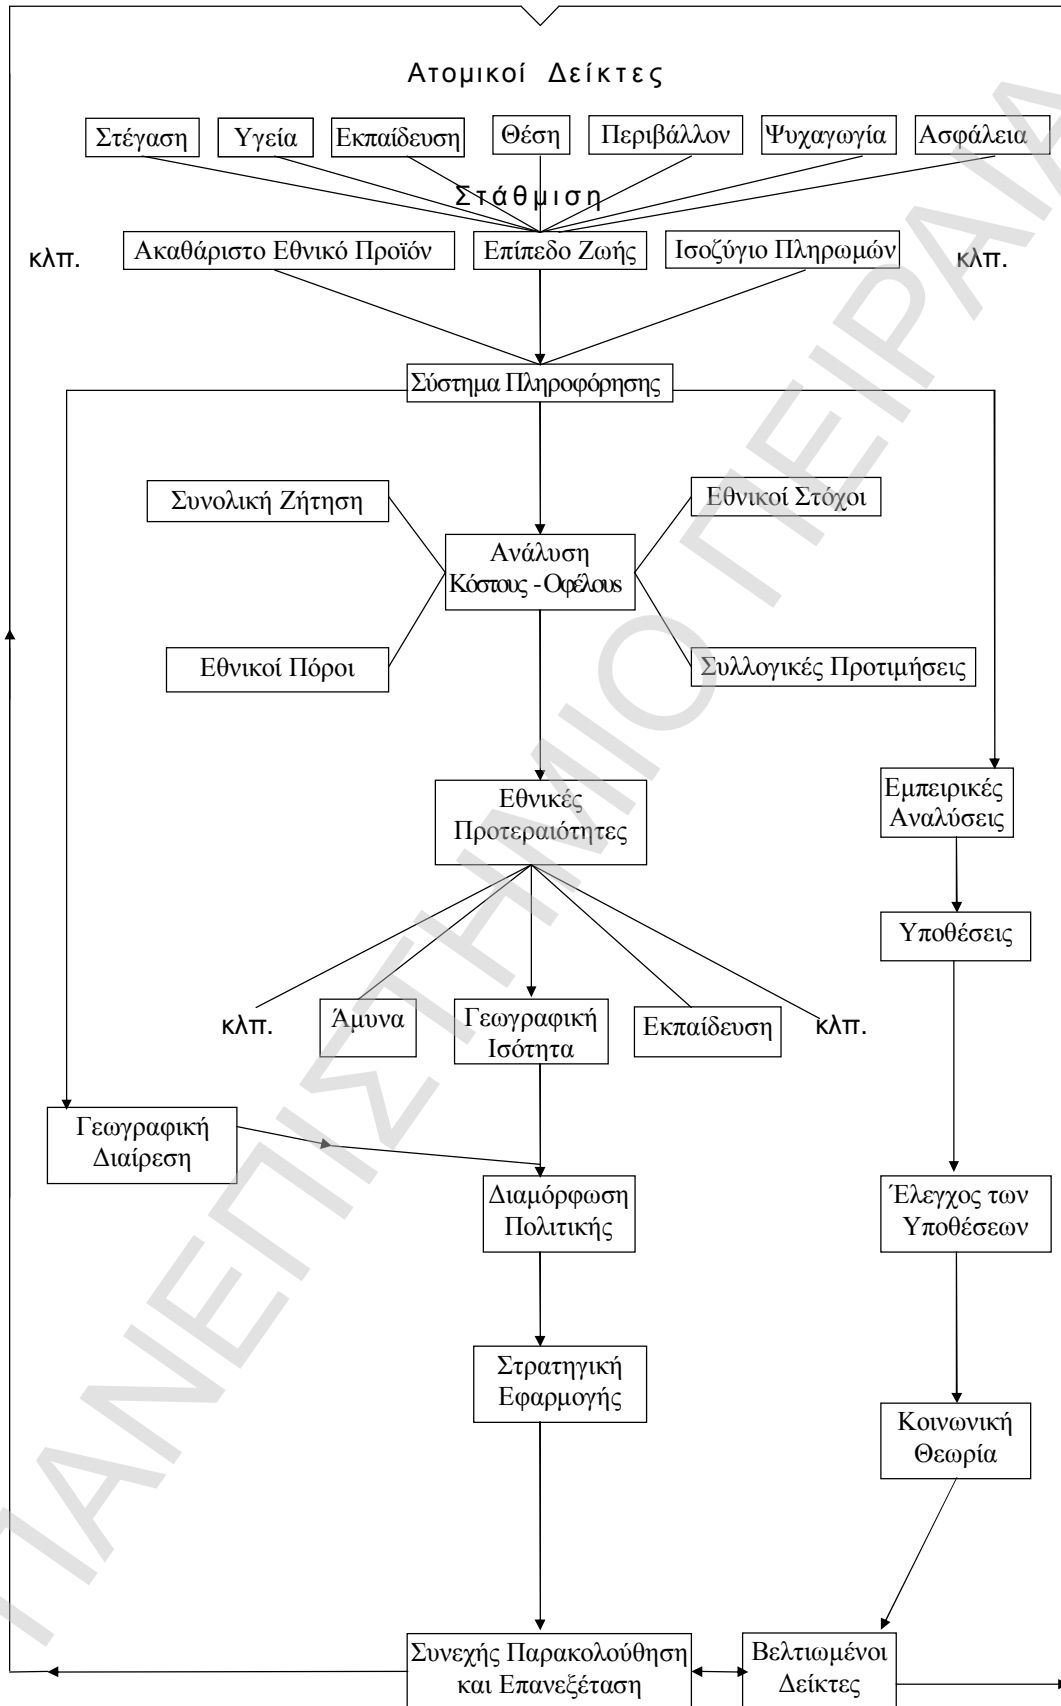 Ατομικοί Δείκτες
Στέγαση
Υγεία
Εκπαίδευση
Θέση
Περιβάλλον
Ψυχαγωγία
Ασφάλεια
Στάθμιση
κλπ.
Ακαθάριστο Εθνικό Προϊόν
Επίπεδο Ζωής
Ισοζύγιο Πληρωμών
κλπ.
Σύστημα Πληροφόρησης
Συνολική Ζήτηση
Εθνικοί Στόχοι
Ανάλυση
Κόστους - Οφέλους
Εθνικοί Πόροι
Συλλογικές Προτιμήσεις
Εθνικές
Προτεραιότητες
Εμπειρικές
Αναλύσεις
Υποθέσεις
κλπ.
Άμυνα
Γεωγραφική
Ισότητα
Εκπαίδευση
κλπ.
Γεωγραφική
Διαίρεση
Διαμόρφωση
Πολιτικής
Έλεγχος των
Υποθέσεων
Στρατηγική
Εφαρμογής
Κοινωνική
Θεωρία
Συνεχής Παρακολούθηση
και Επανεξέταση
Βελτιωμένοι
Δείκτες
ΠΑΝΕΠΙΣΤΗΜΙΟ ΠΕΙΡΑΙΑ